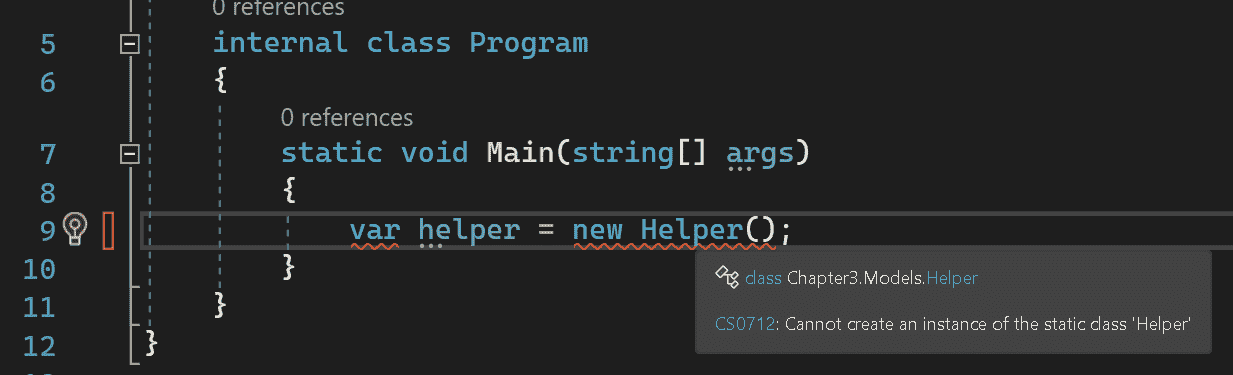 0 references
5 internal class Program
6 {
0 references
7 static void Main(string[] args)
8 {
9 var helper = new Helper();
10 }
class Chapter3.Models.Helper
11 }
CS0712: Cannot create an instance of the static class 'Helper'
12 }